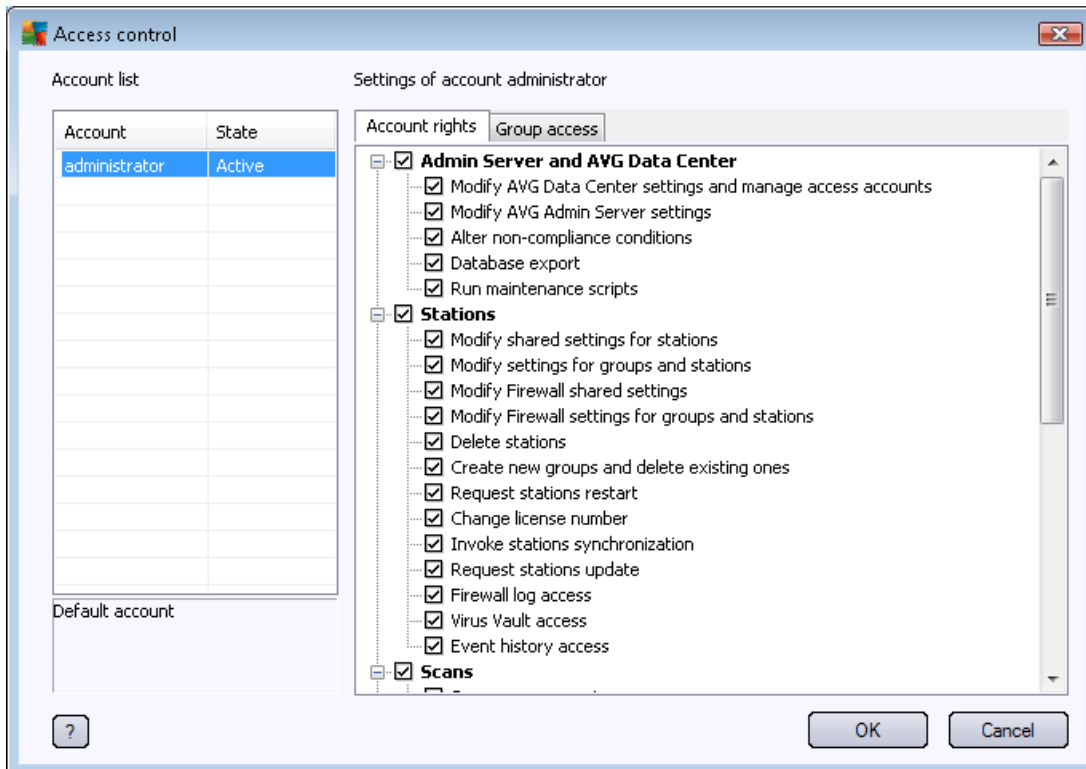 Access control
Account list
Account State
administrator Active
Default account
Settings of account administrator
Account rights Group access
Admin Server and AVG Data Center
Modify AVG Data Center settings and manage access accounts
Modify AVG Admin Server settings
Alter non-compliance conditions
Database export
Run maintenance scripts
Stations
Modify shared settings for stations
Modify settings for groups and stations
Modify Firewall shared settings
Modify Firewall settings for groups and stations
Delete stations
Create new groups and delete existing ones
Request stations restart
Change license number
Invoke stations synchronization
Request stations update
Firewall log access
Virus Vault access
Event history access
Scans
?
OK Cancel